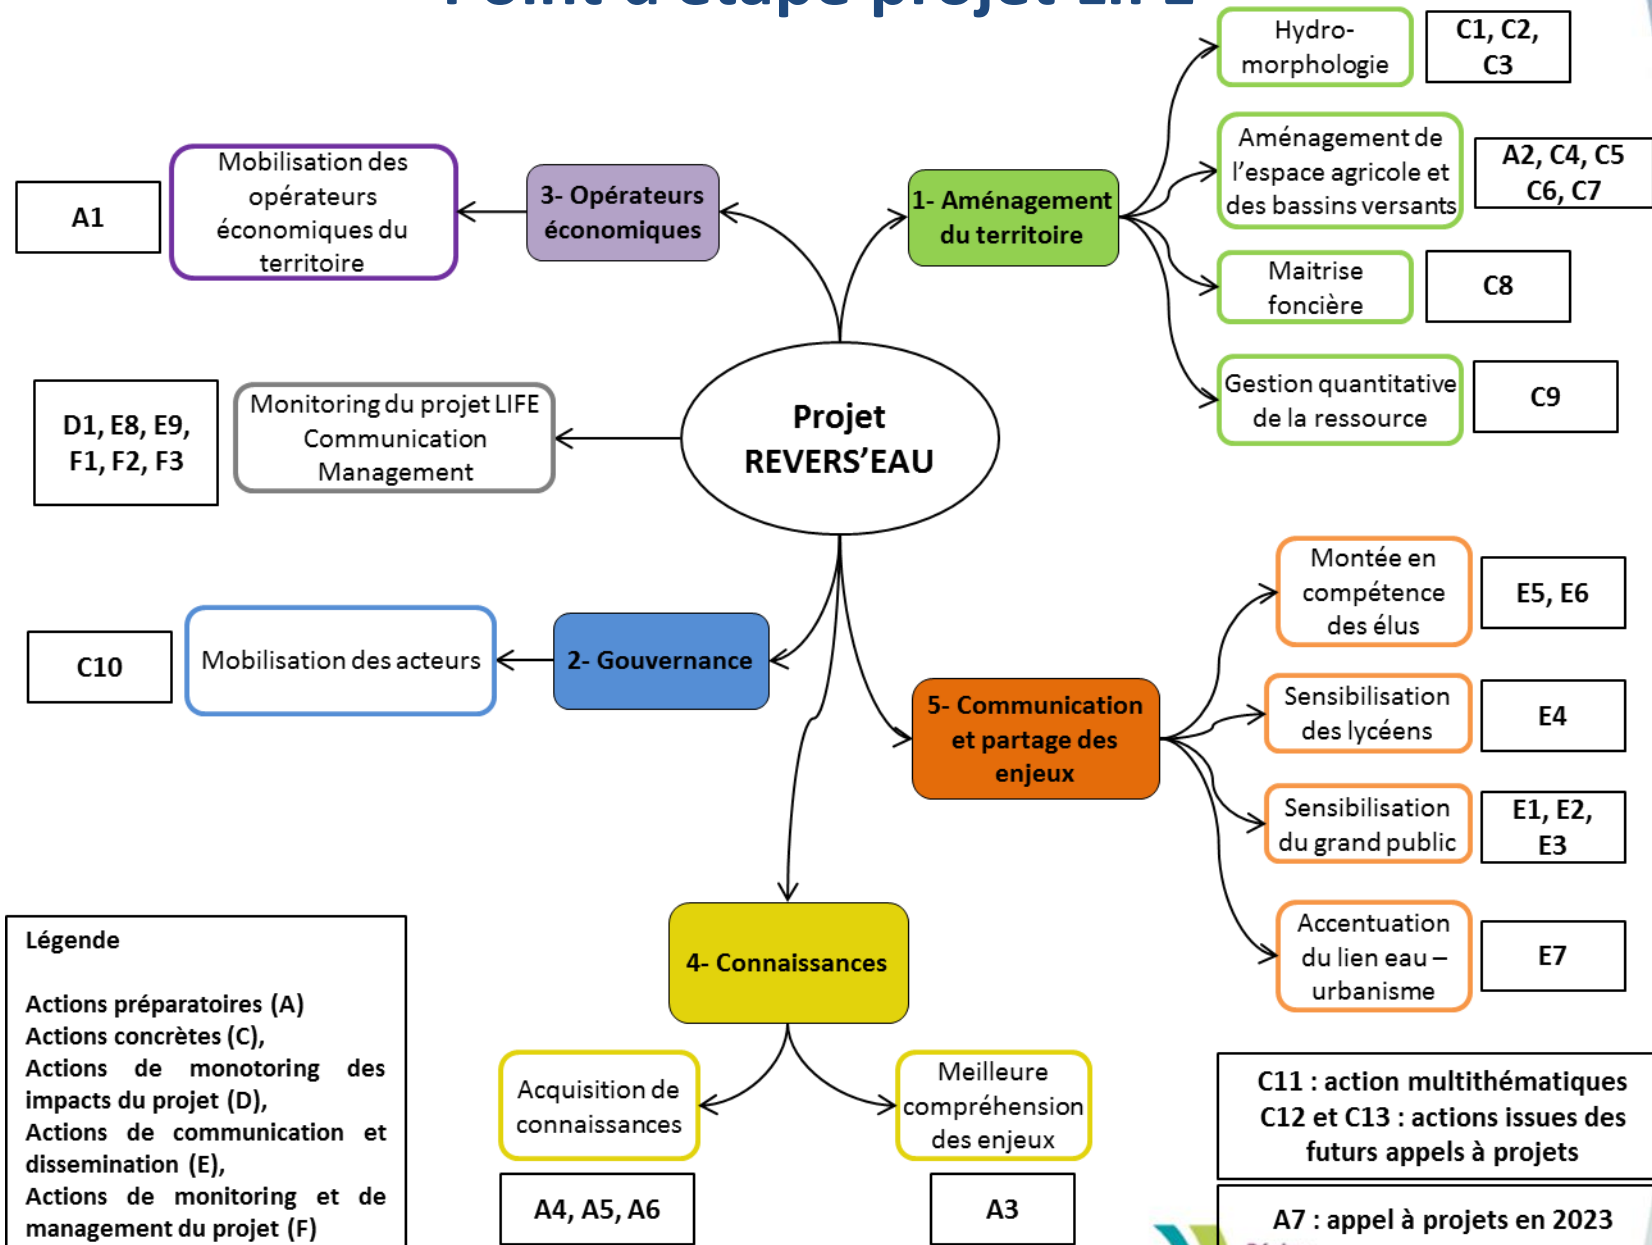 Point d'étape projet LIFE
Hydro-
morphologie
C1, C2,
C3
Aménagement de
l'espace agricole et
des bassins versants
A2, C4, C5
C6, C7
Maitrise
foncière
C8
Gestion quantitative
de la ressource
C9
1- Aménagement
du territoire
3- Opérateurs
économiques
Mobilisation des
opérateurs
économiques du
territoire
A1
Projet
REVERS’EAU
Monitoring du projet LIFE
Communication
Management
D1, E8, E9,
F1, F2, F3
2- Gouvernance
Mobilisation des acteurs
C10
5- Communication
et partage des
enjeux
Montée en
compétence
des élus
E5, E6
Sensibilisation
des lycéens
E4
Sensibilisation
du grand public
E1, E2,
E3
Accentuation
du lien eau –
urbanisme
E7
4- Connaissances
Acquisition de
connaissances
A4, A5, A6
Meilleure
compréhension
des enjeux
A3
Légende
Actions préparatoires (A)
Actions concrètes (C),
Actions de monotoring des
impacts du projet (D),
Actions de communication et
dissemination (E),
Actions de monitoring et de
management du projet (F)
C11 : action multithématiques
C12 et C13 : actions issues des
futurs appels à projets
A7 : appel à projets en 2023